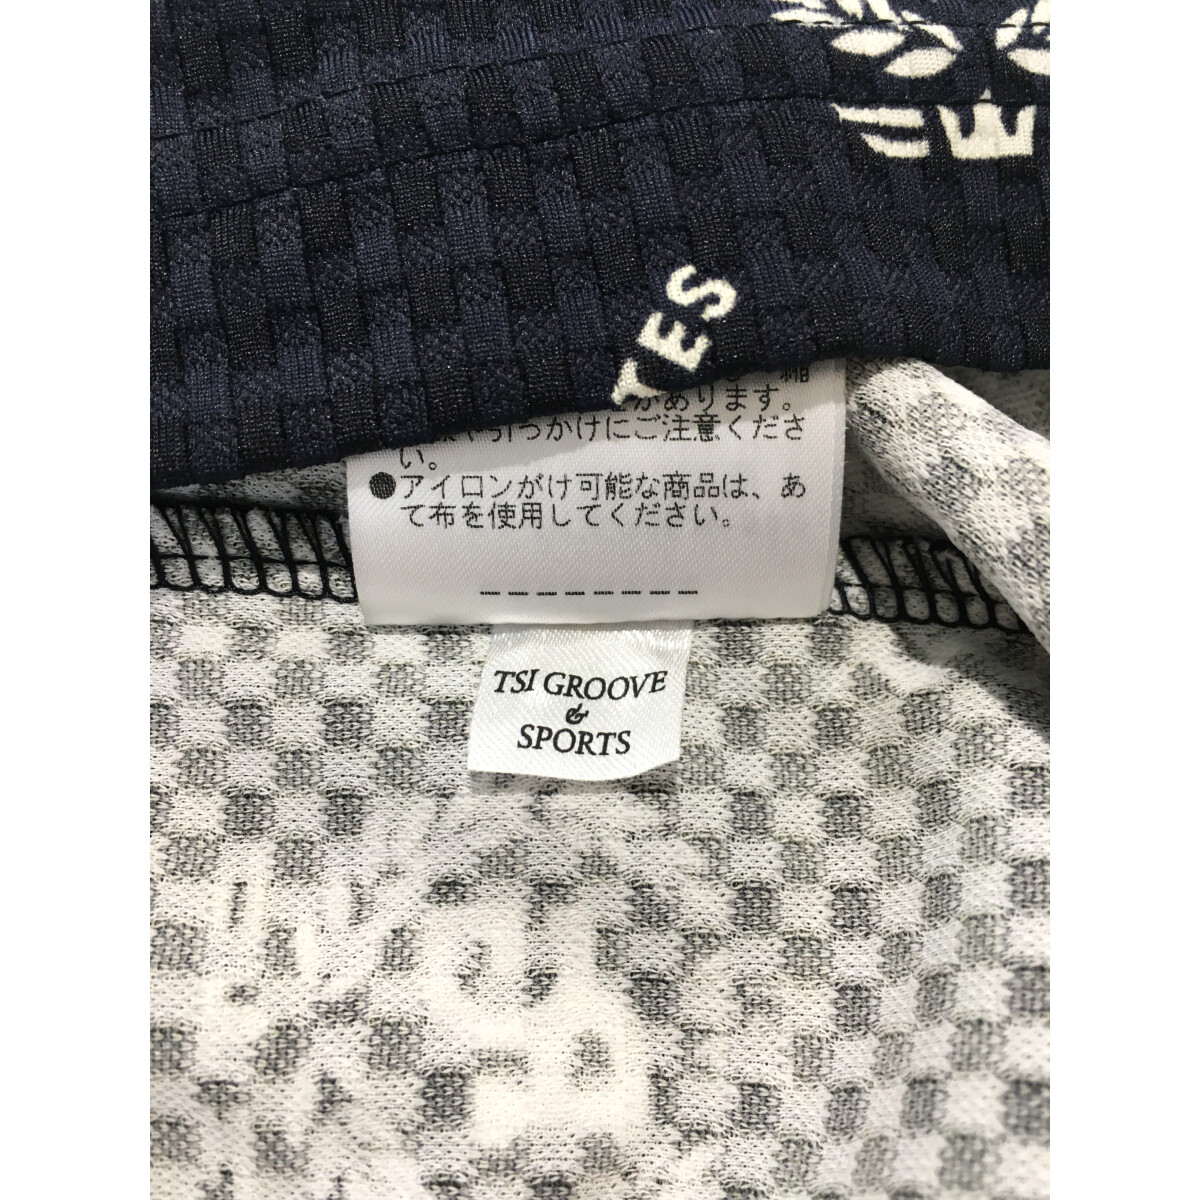 YES
があります。
引っかけにご注意くださ
い。
●アイロンがけ可能な商品は、あ
て布を使用してください。
TSI GROOVE
&
SPORTS